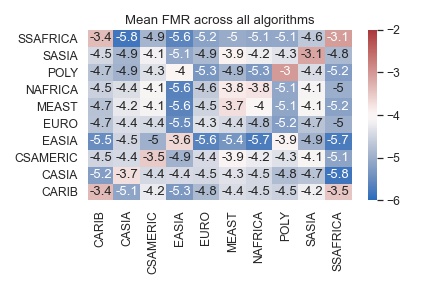 Mean FMR across all algorithms
SSAFRICA -3.4 -5.8 -4.9 -5.6 -5.2 -5 -5.1 -5.1 -4.6 -3.1
SASIA -4.5 -4.9 -4.1 -5.1 -4.9 -3.9 -4.2 -4.3 -3.1 -4.8
POLY -4.7 -4.9 -4.3 -4 -5.3 -4.9 -5.3 -3 -4.4 -5.2
NAFRICA -4.5 -4.4 -4.1 -5.6 -4.6 -3.8 -3.8 -5.1 -4.1 -5.1
MEAST -4.7 -4.2 -4.1 -5.6 -4.5 -3.7 -4 -5.1 -4.1 -5.2
EURO -4.7 -4.4 -4.4 -5.5 -4.3 -4.4 -4.8 -5.2 -4.7 -5
EASIA -5.5 -4.5 -5 -3.6 -5.6 -5.4 -5.7 -3.9 -4.9 -5.7
CSAMERIC -4.5 -4.4 -3.5 -4.9 -4.4 -3.9 -4.2 -4.3 -4.1 -5.1
CASIA -5.2 -3.7 -4.4 -4.4 -4.5 -4.3 -4.5 -4.8 -4.7 -5.8
CARIB -3.4 -5.1 -4.2 -5.3 -4.8 -4.4 -4.5 -4.5 -4.2 -3.5
CARIB
CASIA
CSAMERIC
EASIA
EURO
MEAST
NAFRICA
POLY
SASIA
SSAFRICA
−2
−3
−4
−5
−6